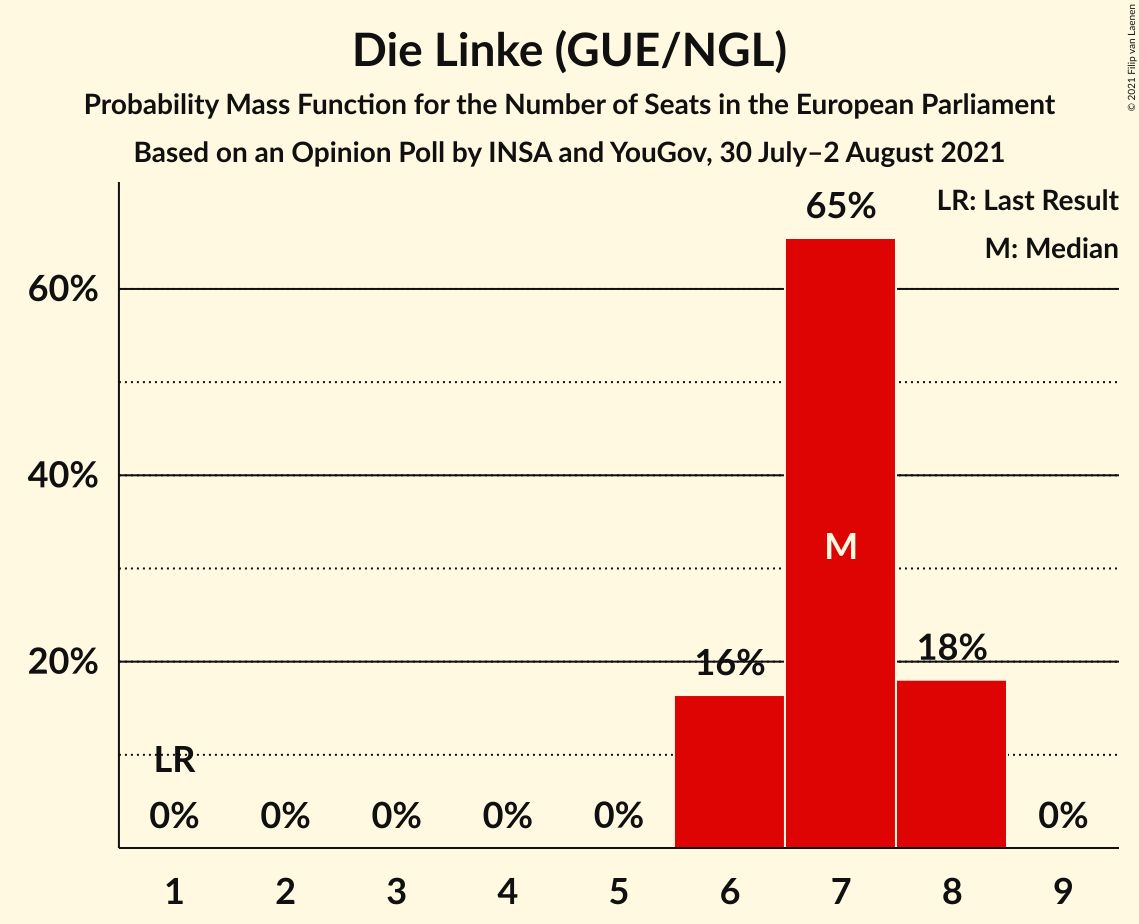 Die Linke (GUE/NGL)
Probability Mass Function for the Number of Seats in the European Parliament
Based on an Opinion Poll by INSA and YouGov, 30 July–2 August 2021
© 2021 Filip van Laenen
LR: Last Result
M: Median
65%
60%
40%
M
20%
16%
18%
LR
0%
0%
0%
0%
0%
0%
1
2
3
4
5
6
7
8
9